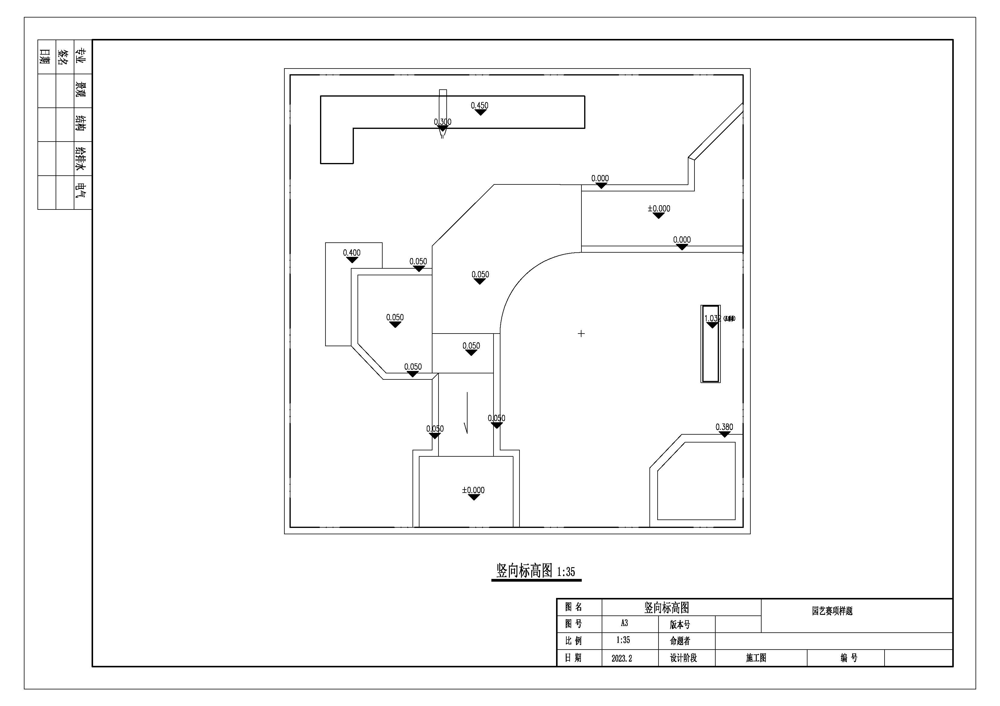 专业
签名
日期
景观
结构
给排水
电气
0.450
0.300
0.000
±0.000
0.000
0.400
0.050
0.050
0.050
0.050
0.050
1.032
0.050
0.050
0.380
±0.000
竖向标高图 1:35
图 名 竖向标高图 园艺赛项样题
图 号 A3 版本号
比 例 1:35 命题者
日 期 2023.2 设计阶段 施工图 编 号